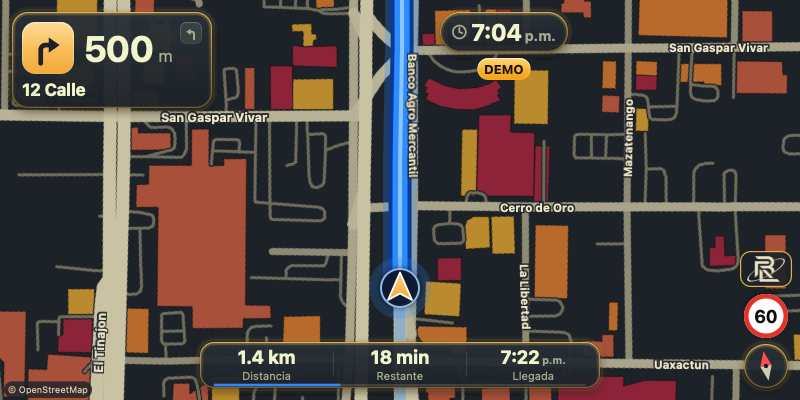 500 m
12 Calle
7:04 p.m.
DEMO
San Gaspar Vivar
San Gaspar Vivar
Banco Agro Mercantil
Mazatenango
Cerro de Oro
La Libertad
El Tinajon
60
1.4 km
Distancia
18 min
Restante
7:22 p.m.
Llegada
Uaxactun
© OpenStreetMap